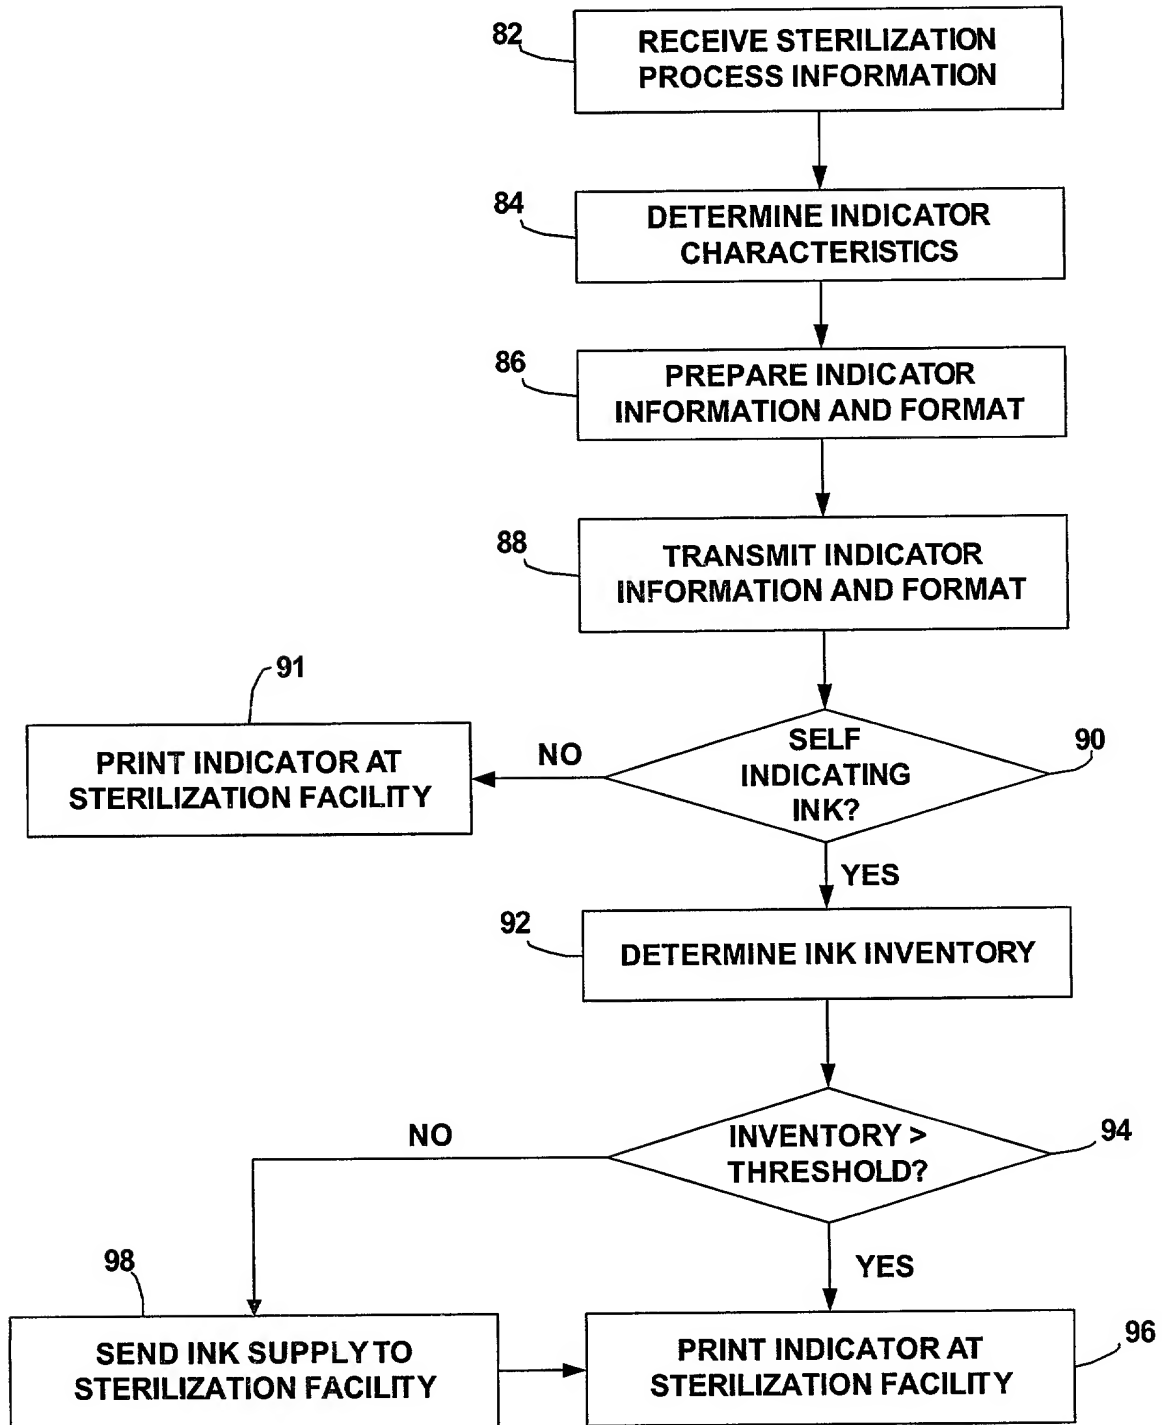 82
RECEIVE STERILIZATION
PROCESS INFORMATION
84
DETERMINE INDICATOR
CHARACTERISTICS
86
PREPARE INDICATOR
INFORMATION AND FORMAT
88
TRANSMIT INDICATOR
INFORMATION AND FORMAT
91
PRINT INDICATOR AT
STERILIZATION FACILITY
NO
SELF
INDICATING
INK?
90
YES
92
DETERMINE INK INVENTORY
NO
INVENTORY >
THRESHOLD?
94
YES
98
SEND INK SUPPLY TO
STERILIZATION FACILITY
PRINT INDICATOR AT
STERILIZATION FACILITY
96